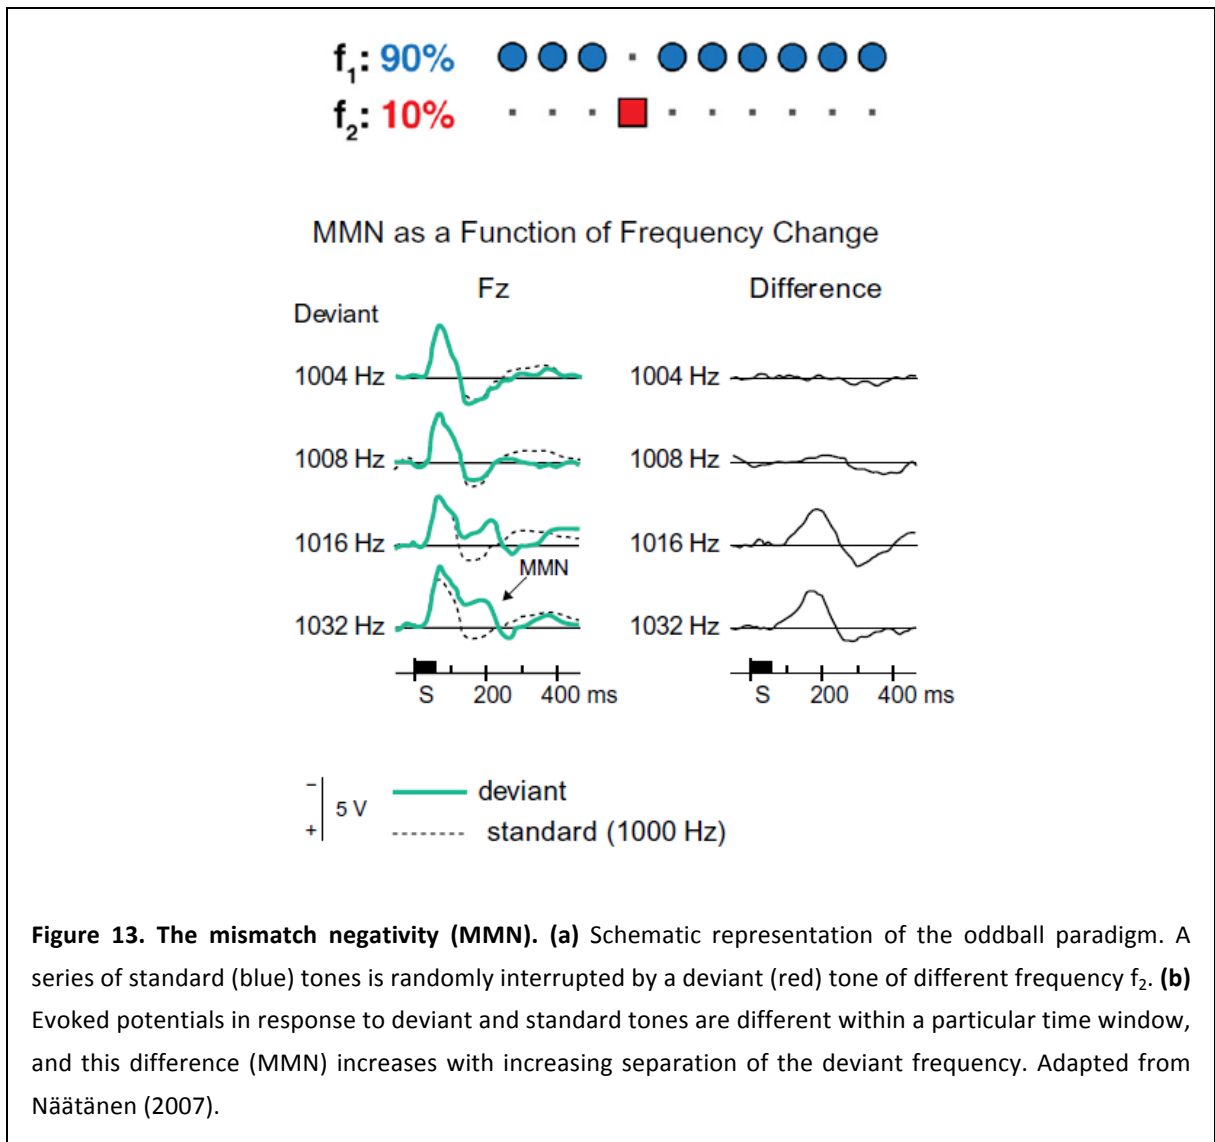 f₁: 90%
f₂: 10%
MMN as a Function of Frequency Change
Fz Difference
Deviant
1004 Hz 1004 Hz
1008 Hz 1008 Hz
1016 Hz 1016 Hz
MMN
1032 Hz 1032 Hz
S 200 400 ms S 200 400 ms
− deviant
5 V
+ standard (1000 Hz)
Figure 13. The mismatch negativity (MMN). (a) Schematic representation of the oddball paradigm. A
series of standard (blue) tones is randomly interrupted by a deviant (red) tone of different frequency f₂. (b)
Evoked potentials in response to deviant and standard tones are different within a particular time window,
and this difference (MMN) increases with increasing separation of the deviant frequency. Adapted from
Näätänen (2007).